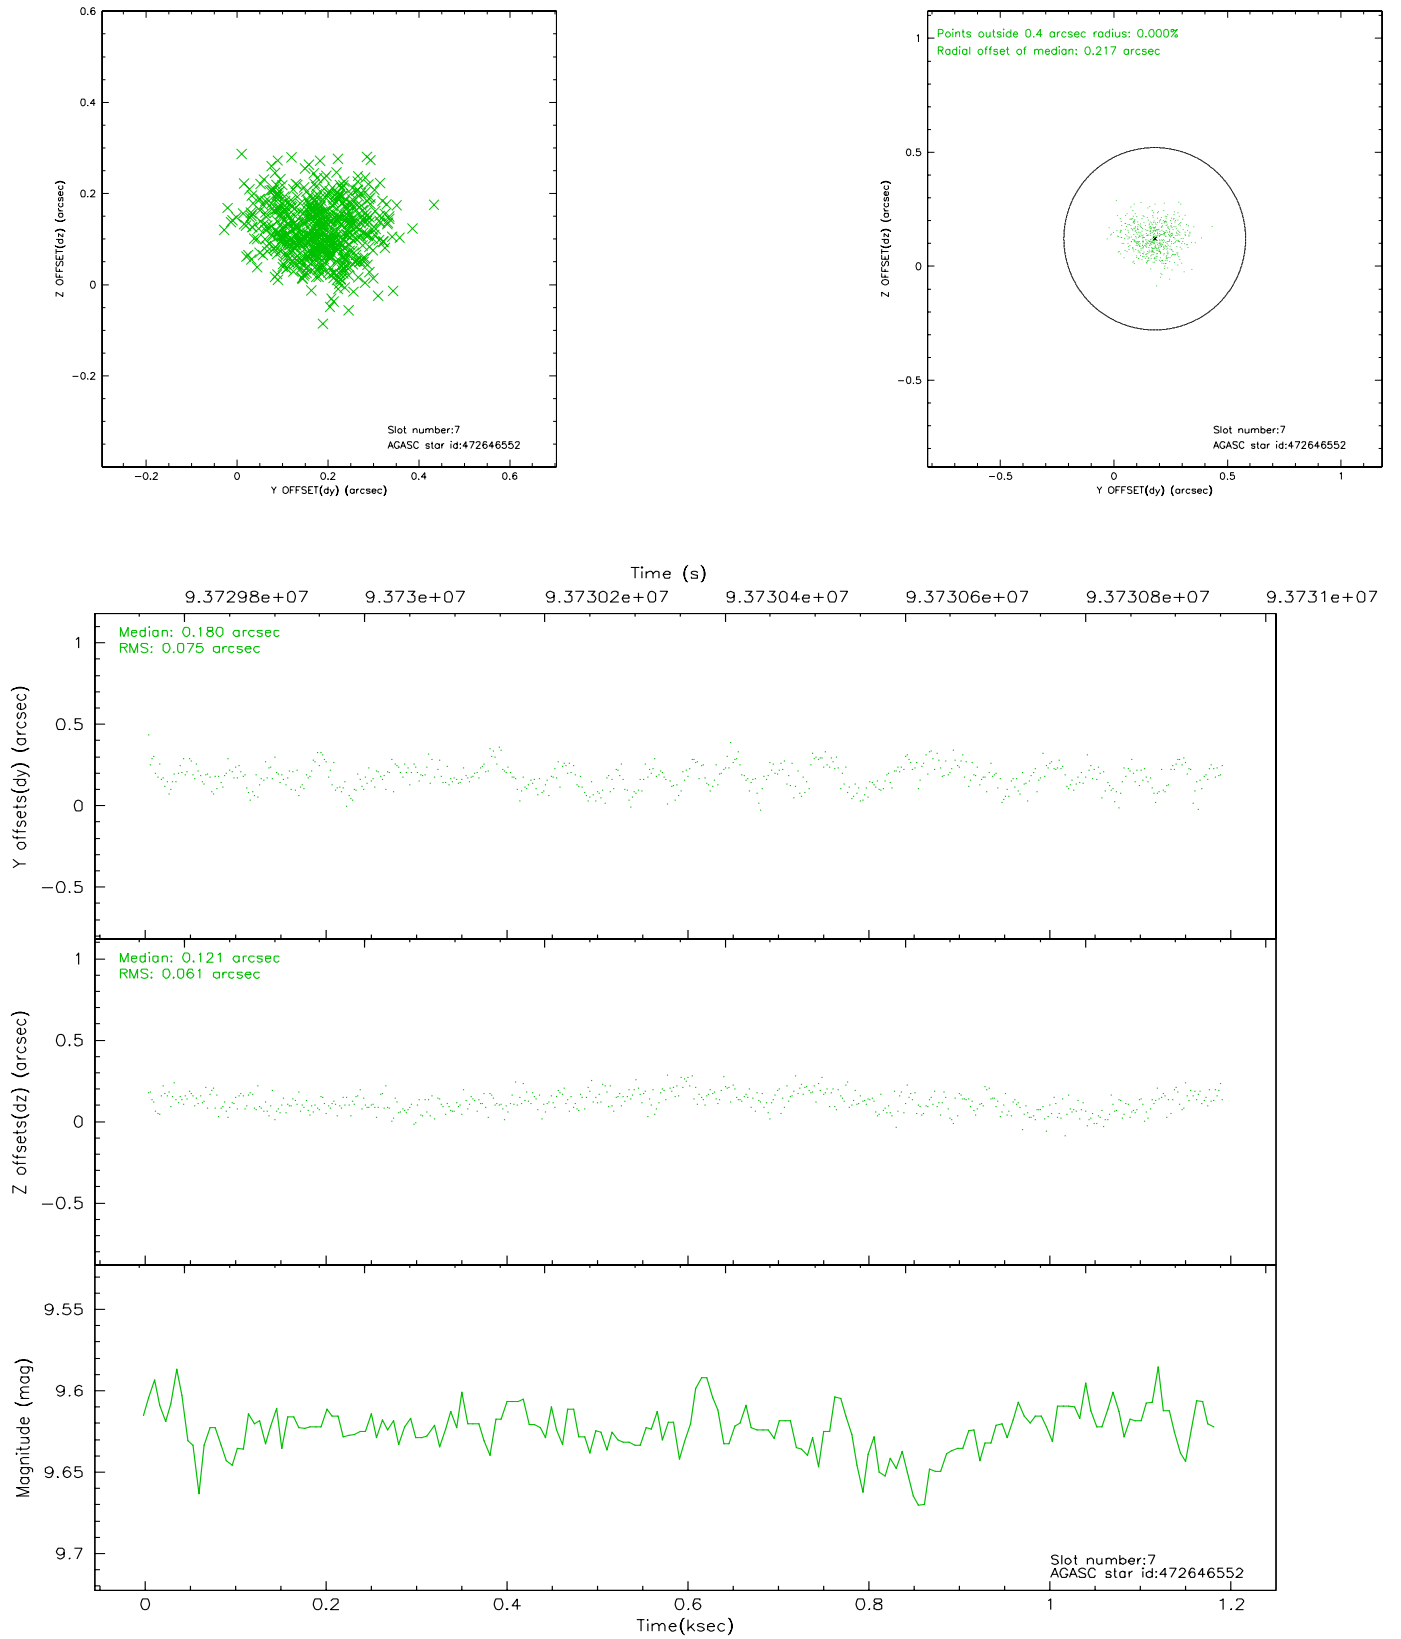 0.6
0.4
0.2
0
−0.2
Z OFFSET(dz) (arcsec)
−0.2 0 0.2 0.4 0.6
Y OFFSET(dy) (arcsec)
Slot number:7
AGASC star id:472646552
Points outside 0.4 arcsec radius: 0.000%
Radial offset of median: 0.217 arcsec
1
0.5
0
−0.5
Z OFFSET(dz) (arcsec)
−0.5 0 0.5 1
Y OFFSET(dy) (arcsec)
Slot number:7
AGASC star id:472646552
Time (s)
9.37298e+07 9.373e+07 9.37302e+07 9.37304e+07 9.37306e+07 9.37308e+07 9.3731e+07
Median: 0.180 arcsec
RMS: 0.075 arcsec
1
0.5
0
−0.5
Y offsets(dy) (arcsec)
Median: 0.121 arcsec
RMS: 0.061 arcsec
1
0.5
0
−0.5
Z offsets(dz) (arcsec)
9.55
9.6
9.65
9.7
Magnitude (mag)
Slot number:7
AGASC star id:472646552
0 0.2 0.4 0.6 0.8 1 1.2
Time(ksec)